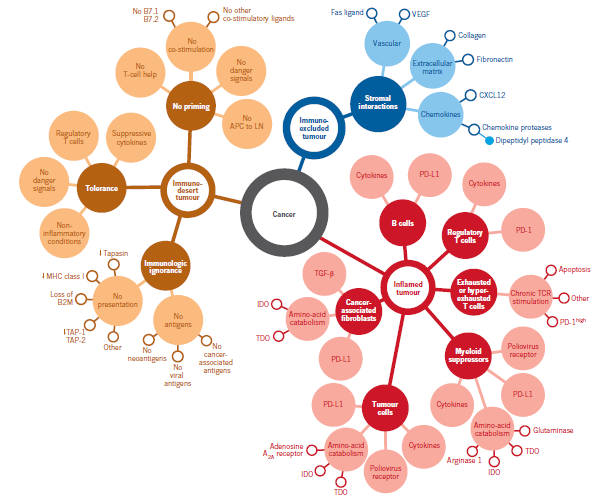 No B7.1
B7.2
No other
co-stimulatory ligands
No
co-stimulation
No
T-cell help
No
danger
signals
No priming
No
APC to LN
Regulatory
T cells
Suppressive
cytokines
No
danger
signals
Tolerance
Non-
inflammatory
conditions
Immune-
desert
tumour
Immunologic
ignorance
Tapasin
MHC class I
Loss of
B2M
TAP-1
TAP-2
Other
No
presentation
No
antigens
No
neoantigens
No
viral
antigens
No
cancer-
associated
antigens
Cancer
Immune-
excluded
tumour
Fas ligand
VEGF
Vascular
Collagen
Extracellular
matrix
Fibronectin
Stromal
interactions
CXCL12
Chemokines
Chemokine proteases
Dipeptidyl peptidase 4
Inflamed
tumour
Cytokines
PD-L1
B cells
Cytokines
Regulatory
T cells
PD-1
Exhausted
or hyper-
exhausted
T cells
Chronic TCR
stimulation
Apoptosis
Other
PD-1high
Myeloid
suppressors
Poliovirus
receptor
PD-L1
Cytokines
Amino-acid
catabolism
Glutaminase
TDO
IDO
Arginase 1
TGF-β
Cancer-
associated
fibroblasts
IDO
Amino-acid
catabolism
TDO
PD-L1
PD-L1
Tumour
cells
Cytokines
Adenosine
A2A receptor
Amino-acid
catabolism
IDO
TDO
Poliovirus
receptor